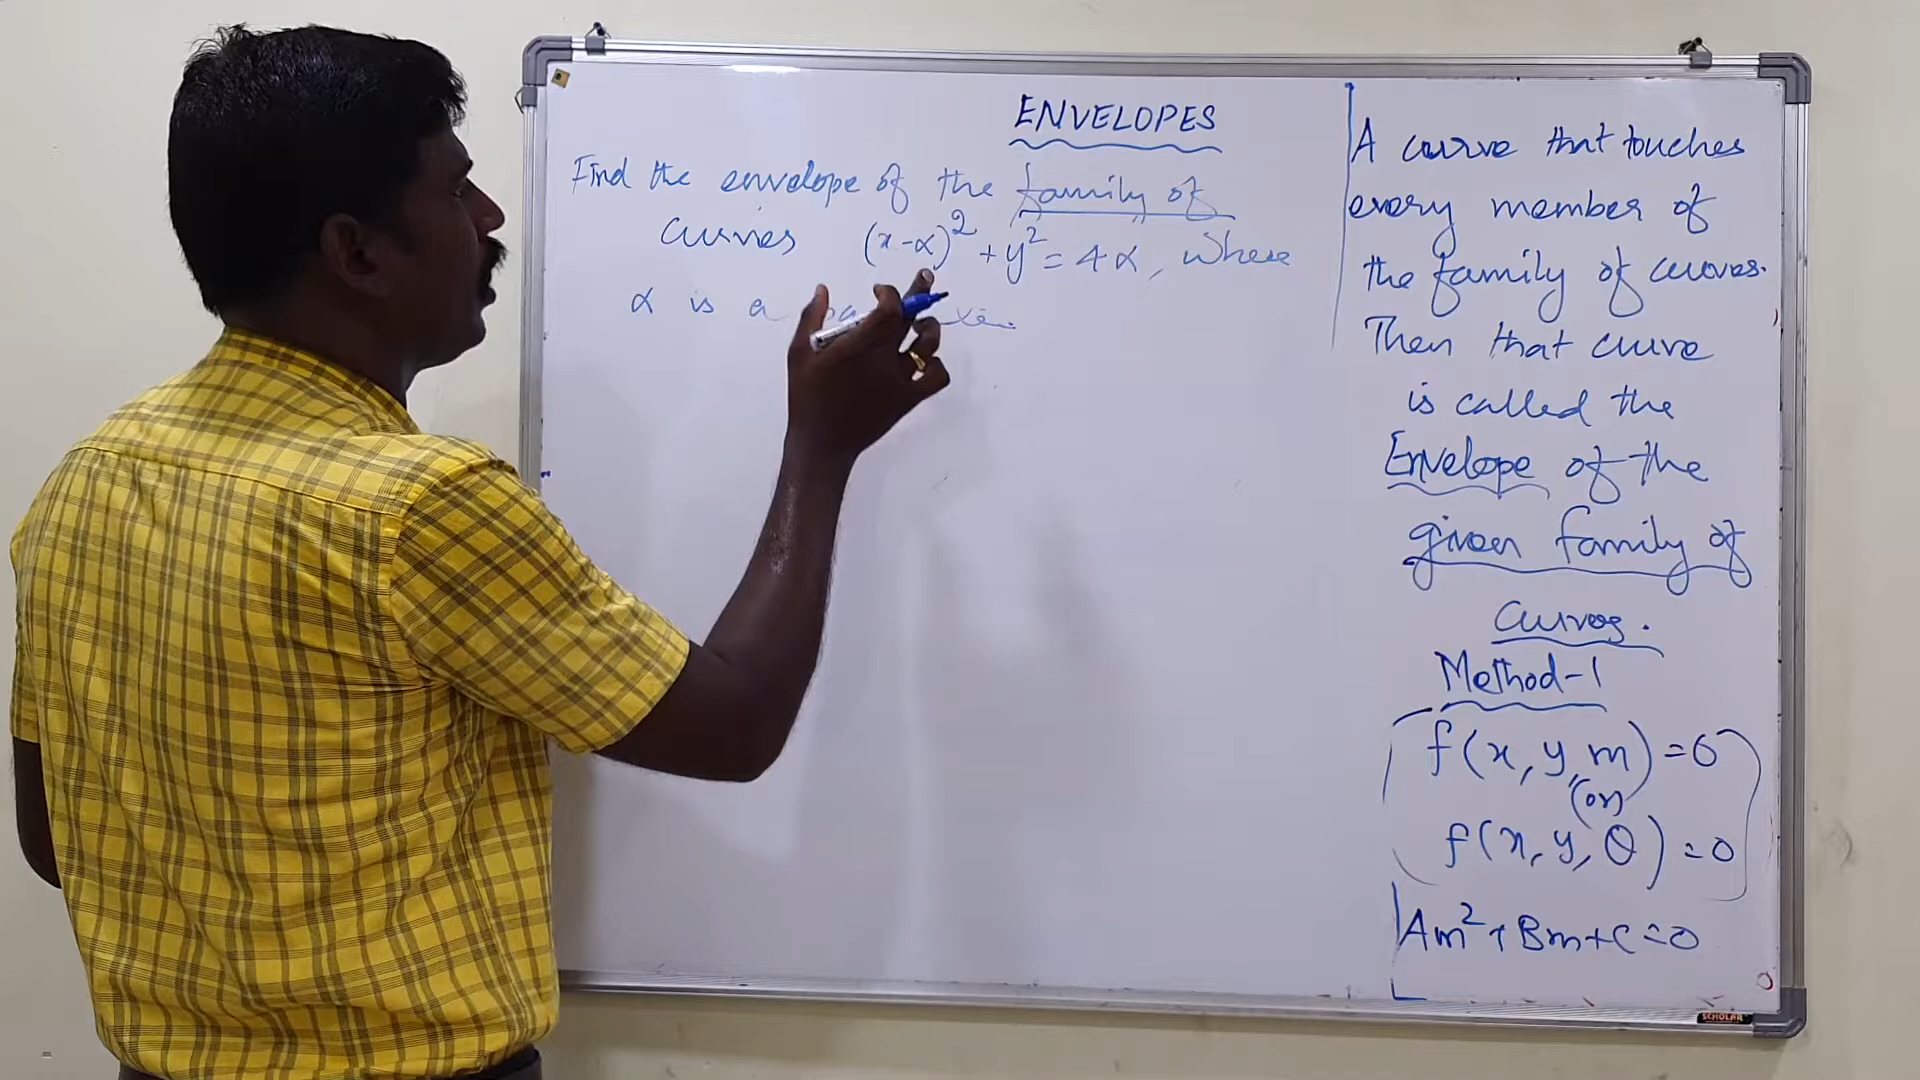 ENVELOPES
Find the envelope of the family of
curves (x-α)² + y² = 4α, where
α is a
A curve that touches
every member of
the family of curves.
Then that curve
is called the
Envelope of the
given family of
Curves.
Method-1
f(x, y, m) = 0
(or)
f(x, y, θ) = 0
Am² + Bm + C = 0
SCHOLAR